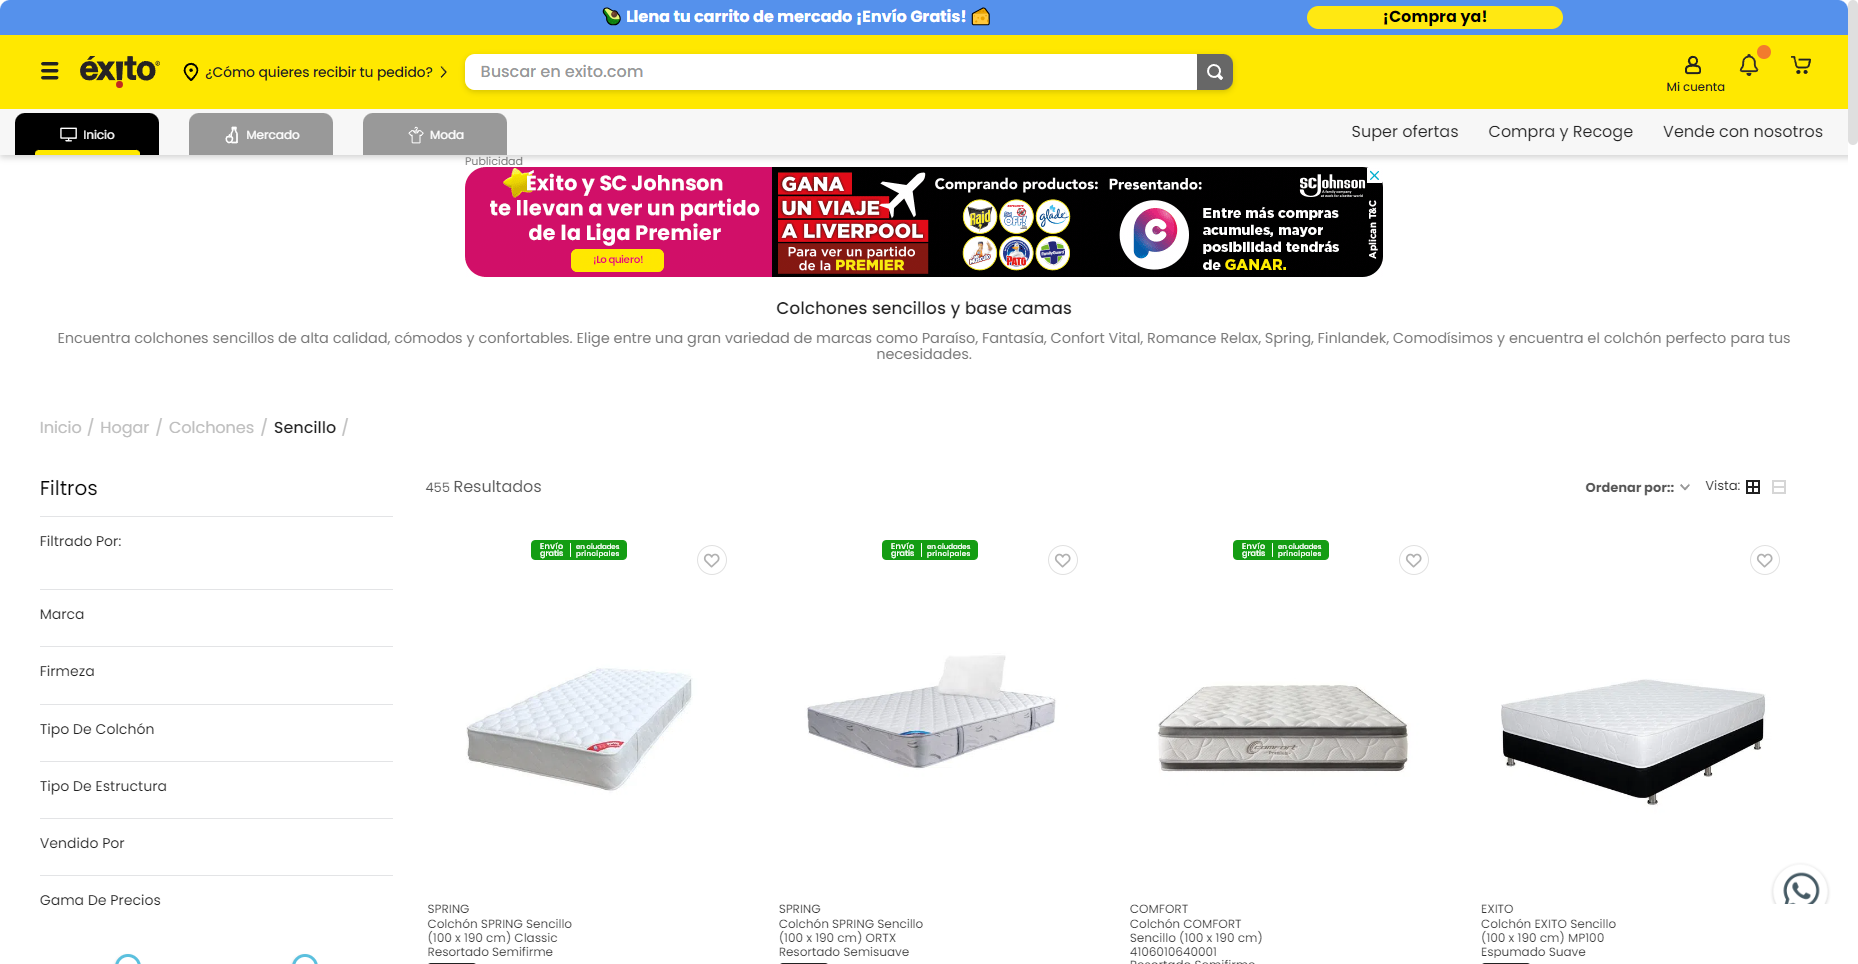 Llena tu carrito de mercado ¡Envío Gratis!
¡Compra ya!
éxito
¿Cómo quieres recibir tu pedido?
Buscar en exito.com
Mi cuenta
Inicio
Mercado
Moda
Super ofertas
Compra y Recoge
Vende con nosotros
Publicidad
Éxito y SC Johnson
te llevan a ver un partido
de la Liga Premier
¡Lo quiero!
GANA
UN VIAJE
A LIVERPOOL
Para ver un partido
de la PREMIER
Comprando productos:
Raid
OFF!
glade
PATO
Presentando:
SC Johnson
Entre más compras
acumules, mayor
posibilidad tendrás
de GANAR.
Aplican T&C
Colchones sencillos y base camas
Encuentra colchones sencillos de alta calidad, cómodos y confortables. Elige entre una gran variedad de marcas como Paraíso, Fantasía, Confort Vital, Romance Relax, Spring, Finlandek, Comodísimos y encuentra el colchón perfecto para tus
necesidades.
Inicio / Hogar / Colchones / Sencillo /
Filtros
Filtrado Por:
Marca
Firmeza
Tipo De Colchón
Tipo De Estructura
Vendido Por
Gama De Precios
455 Resultados
Ordenar por::
Vista:
Envío gratis | en ciudades principales
Envío gratis | en ciudades principales
Envío gratis | en ciudades principales
SPRING
Colchón SPRING Sencillo
(100 x 190 cm) Classic
Resortado Semifirme
SPRING
Colchón SPRING Sencillo
(100 x 190 cm) ORTX
Resortado Semisuave
COMFORT
Colchón COMFORT
Sencillo (100 x 190 cm)
4106010640001
Resortado Semifirme
EXITO
Colchón EXITO Sencillo
(100 x 190 cm) MP100
Espumado Suave